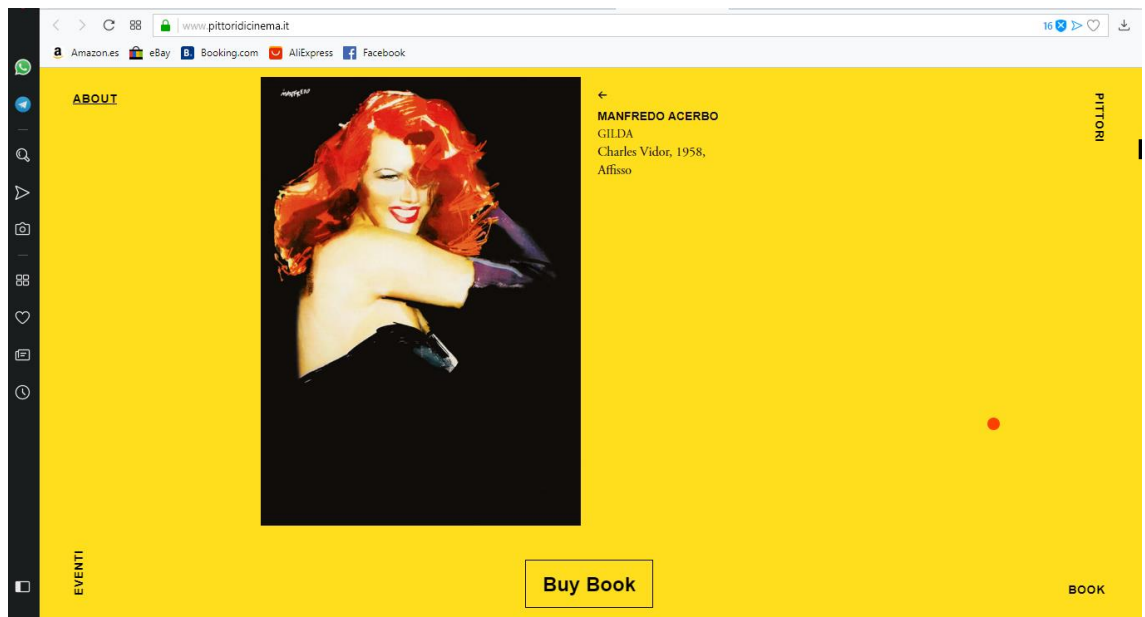 www.pittoridicinema.it
16
Amazon.es eBay Booking.com AliExpress Facebook
ABOUT
MANFREDO
←
MANFREDO ACERBO
GILDA
Charles Vidor, 1958,
Affisso
PITTORI
EVENTI
Buy Book
BOOK